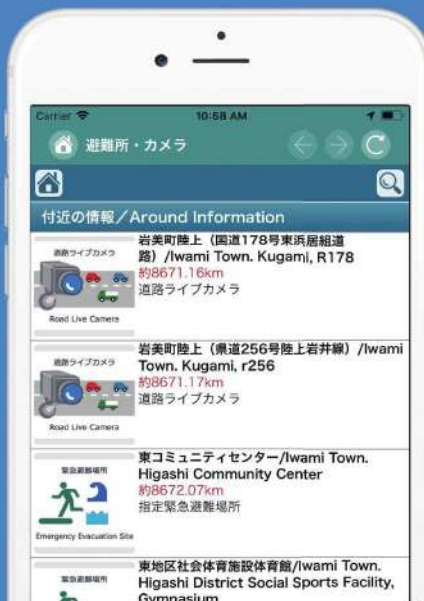 Carrier
10:58 AM
避難所・カメラ
付近の情報／Around Information
道路ライブカメラ
Road Live Camera
岩美町陸上（国道178号東浜居組道
路）/Iwami Town. Kugami, R178
約8671.16km
道路ライブカメラ
道路ライブカメラ
Road Live Camera
岩美町陸上（県道256号陸上岩井線）/Iwami
Town. Kugami, r256
約8671.17km
道路ライブカメラ
緊急避難場所
Emergency Evacuation Site
東コミュニティセンター/Iwami Town.
Higashi Community Center
約8672.07km
指定緊急避難場所
緊急避難場所
東地区社会体育施設体育館/Iwami Town.
Higashi District Social Sports Facility,
Gymnasium